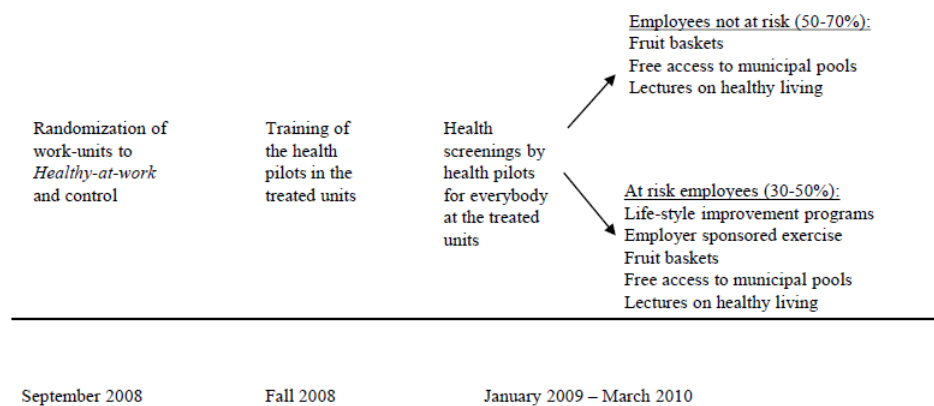 Employees not at risk (50-70%):
Fruit baskets
Free access to municipal pools
Lectures on healthy living
Randomization of
work-units to
Healthy-at-work
and control
Training of
the health
pilots in the
treated units
Health
screenings by
health pilots
for everybody
at the treated
units
At risk employees (30-50%):
Life-style improvement programs
Employer sponsored exercise
Fruit baskets
Free access to municipal pools
Lectures on healthy living
September 2008
Fall 2008
January 2009 – March 2010